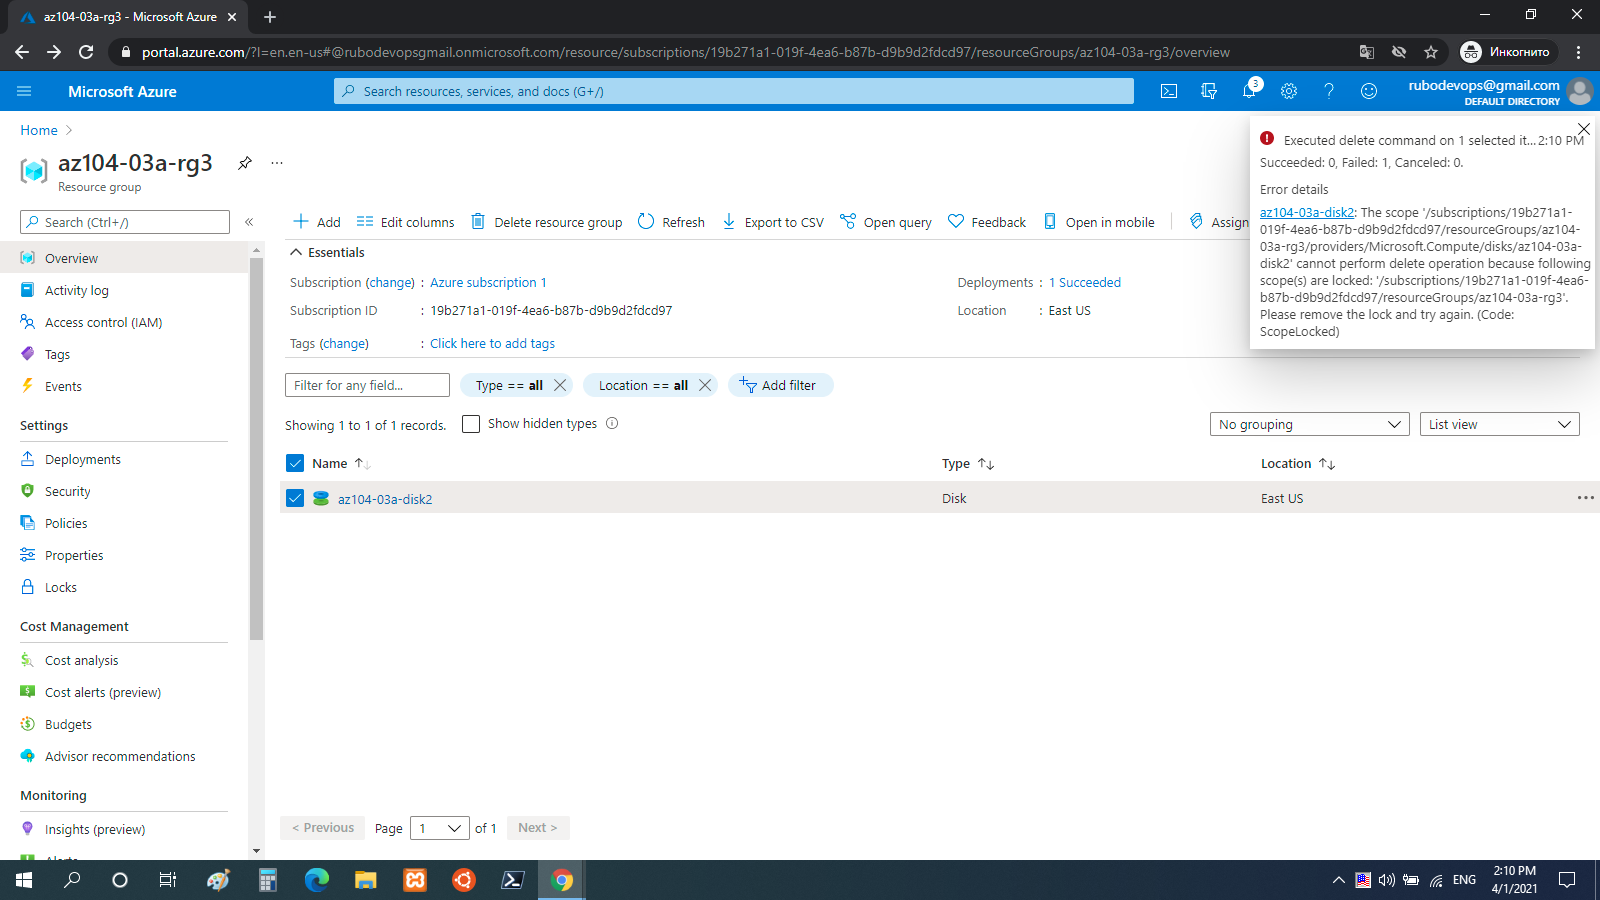 az104-03a-rg3 - Microsoft Azure
portal.azure.com/?l=en.en-us#@rubodevopsgmail.onmicrosoft.com/resource/subscriptions/19b271a1-019f-4ea6-b87b-d9b9d2fdcd97/resourceGroups/az104-03a-rg3/overview
Инкогнито
Microsoft Azure
Search resources, services, and docs (G+/)
3
rubodevops@gmail.com
DEFAULT DIRECTORY
Home
az104-03a-rg3
Resource group
Executed delete command on 1 selected it... 2:10 PM
Succeeded: 0, Failed: 1, Canceled: 0.
Error details
az104-03a-disk2: The scope '/subscriptions/19b271a1-
019f-4ea6-b87b-d9b9d2fdcd97/resourceGroups/az104-
03a-rg3/providers/Microsoft.Compute/disks/az104-03a-
disk2' cannot perform delete operation because following
scope(s) are locked: '/subscriptions/19b271a1-019f-4ea6-
b87b-d9b9d2fdcd97/resourceGroups/az104-03a-rg3'.
Please remove the lock and try again. (Code:
ScopeLocked)
Search (Ctrl+/)
Add Edit columns Delete resource group Refresh Export to CSV Open query Feedback Open in mobile Assign
Overview
Activity log
Access control (IAM)
Tags
Events
Settings
Deployments
Security
Policies
Properties
Locks
Cost Management
Cost analysis
Cost alerts (preview)
Budgets
Advisor recommendations
Monitoring
Insights (preview)
Alerts
Essentials
Subscription (change) : Azure subscription 1
Deployments : 1 Succeeded
Subscription ID : 19b271a1-019f-4ea6-b87b-d9b9d2fdcd97
Location : East US
Tags (change) : Click here to add tags
Filter for any field...
Type == all
Location == all
Add filter
Showing 1 to 1 of 1 records.
Show hidden types
No grouping
List view
Name Type Location
az104-03a-disk2 Disk East US
< Previous Page 1 of 1 Next >
ENG
2:10 PM
4/1/2021